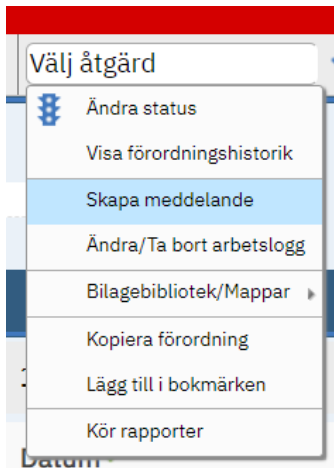 Välj åtgärd
Ändra status
Visa förordningshistorik
Skapa meddelande
Ändra/Ta bort arbetslogg
Bilagebibliotek/Mappar
Kopiera förordning
Lägg till i bokmärken
Kör rapporter
Datum